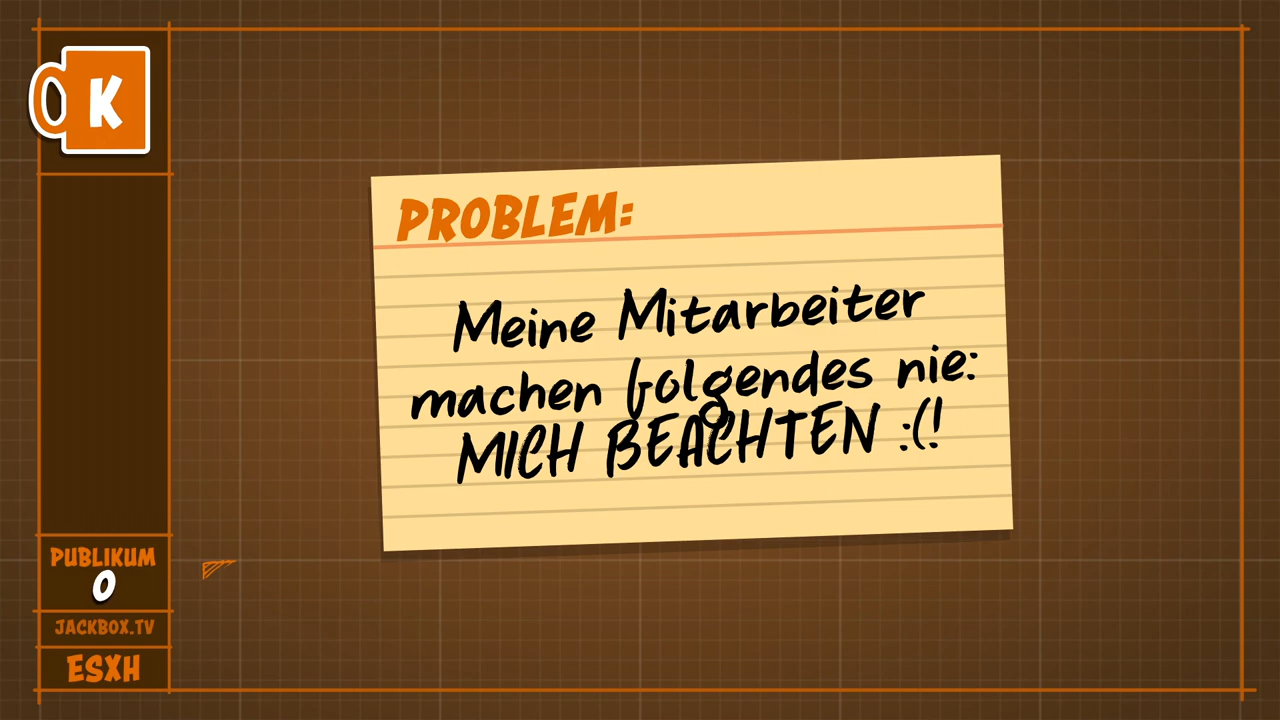 K
PROBLEM:
Meine Mitarbeiter
machen folgendes nie:
MICH BEACHTEN :(!
PUBLIKUM
0
JACKBOX.TV
ESXH